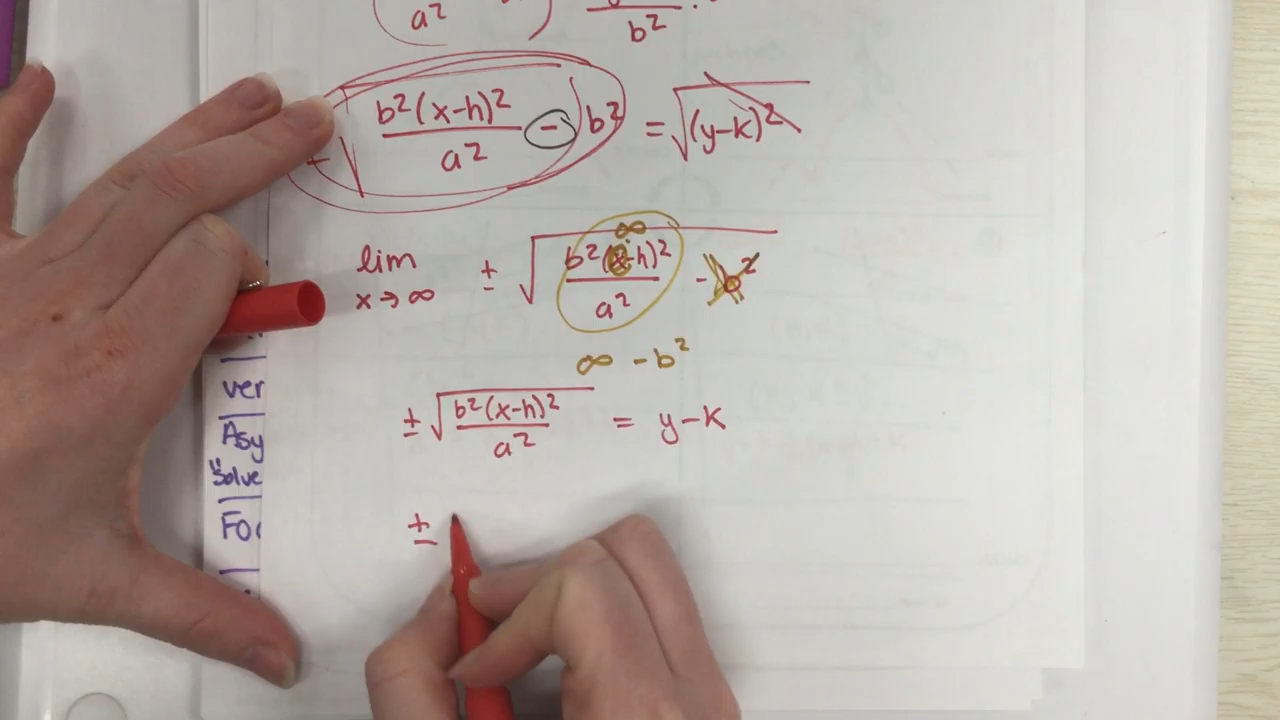 a²
b²
± √ b²(x-h)² / a² - b² = √(y-k)²
∞
lim x→∞ ± √ b²(x-h)² / a² - b²
∞ - b²
± √ b²(x-h)² / a² = y-k
±
ver
Asy
"Solve
Fo